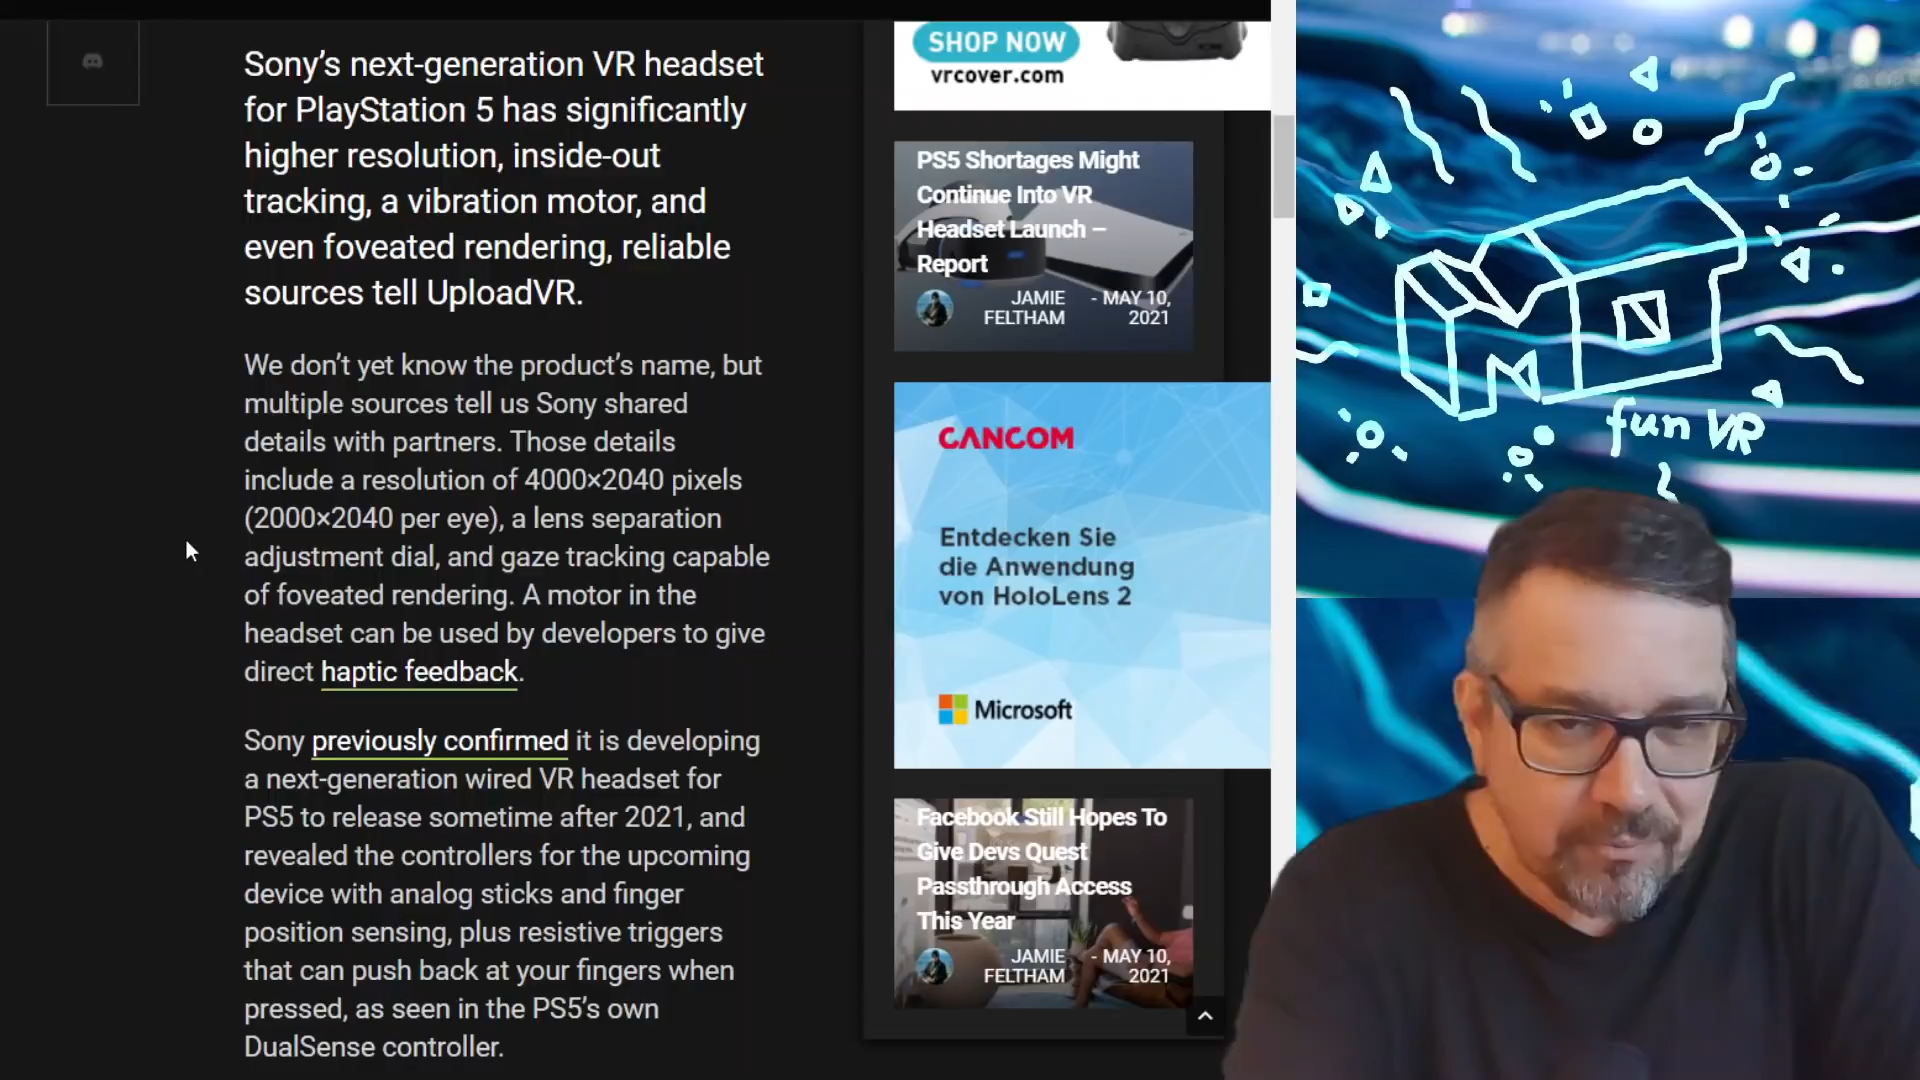 Sony’s next-generation VR headset
for PlayStation 5 has significantly
higher resolution, inside-out
tracking, a vibration motor, and
even foveated rendering, reliable
sources tell UploadVR.
We don’t yet know the product’s name, but
multiple sources tell us Sony shared
details with partners. Those details
include a resolution of 4000×2040 pixels
(2000×2040 per eye), a lens separation
adjustment dial, and gaze tracking capable
of foveated rendering. A motor in the
headset can be used by developers to give
direct haptic feedback.
Sony previously confirmed it is developing
a next-generation wired VR headset for
PS5 to release sometime after 2021, and
revealed the controllers for the upcoming
device with analog sticks and finger
position sensing, plus resistive triggers
that can push back at your fingers when
pressed, as seen in the PS5’s own
DualSense controller.
SHOP NOW
vrcover.com
PS5 Shortages Might
Continue Into VR
Headset Launch –
Report
JAMIE - MAY 10,
FELTHAM 2021
CANCOM
Entdecken Sie
die Anwendung
von HoloLens 2
Microsoft
Facebook Still Hopes To
Give Devs Quest
Passthrough Access
This Year
JAMIE - MAY 10,
FELTHAM 2021
fun VR